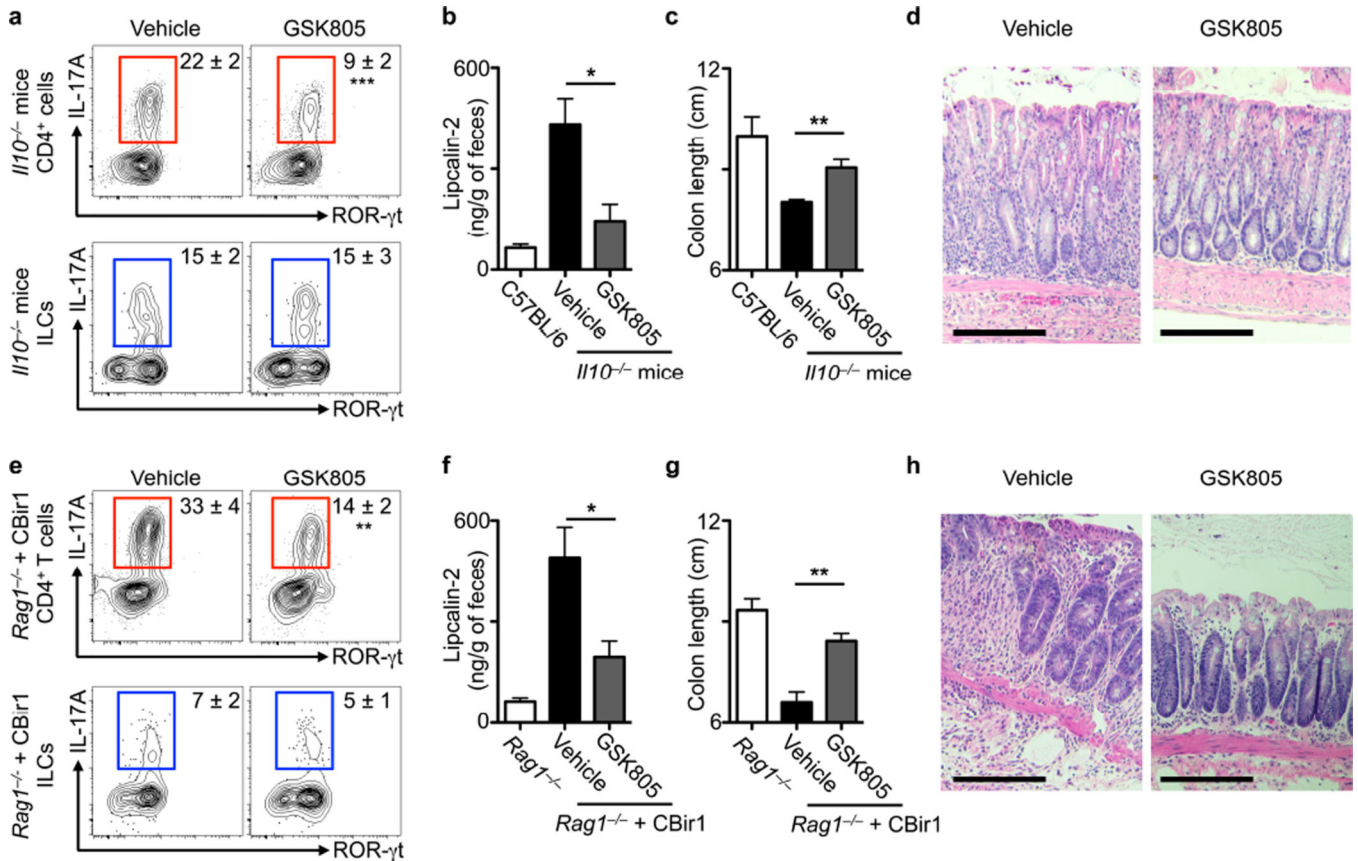 a
Vehicle
GSK805
Il10–/– mice
CD4+ cells
IL-17A
22 ± 2
9 ± 2
***
ROR-γt
Il10–/– mice
ILCs
IL-17A
15 ± 2
15 ± 3
ROR-γt
b
Lipcalin-2
(ng/g of feces)
600
0
*
C57BL/6
Vehicle
GSK805
Il10–/– mice
c
Colon length (cm)
12
6
**
C57BL/6
Vehicle
GSK805
Il10–/– mice
d
Vehicle
GSK805
e
Vehicle
GSK805
Rag1–/– + CBir1
CD4+ T cells
IL-17A
33 ± 4
14 ± 2
**
ROR-γt
Rag1–/– + CBir1
ILCs
IL-17A
7 ± 2
5 ± 1
ROR-γt
f
Lipcalin-2
(ng/g of feces)
600
0
*
Rag1–/–
Vehicle
GSK805
Rag1–/– + CBir1
g
Colon length (cm)
12
6
**
Rag1–/–
Vehicle
GSK805
Rag1–/– + CBir1
h
Vehicle
GSK805